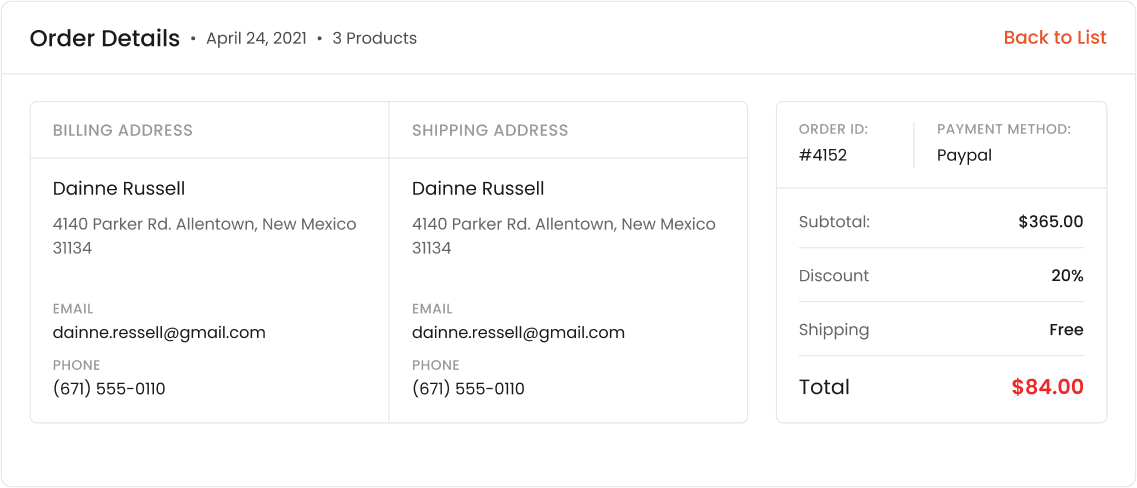 Order Details • April 24, 2021 • 3 Products
Back to List
BILLING ADDRESS
Dainne Russell
4140 Parker Rd. Allentown, New Mexico
31134
EMAIL
dainne.ressell@gmail.com
PHONE
(671) 555-0110
SHIPPING ADDRESS
Dainne Russell
4140 Parker Rd. Allentown, New Mexico
31134
EMAIL
dainne.ressell@gmail.com
PHONE
(671) 555-0110
ORDER ID:
#4152
PAYMENT METHOD:
Paypal
Subtotal: $365.00
Discount 20%
Shipping Free
Total $84.00